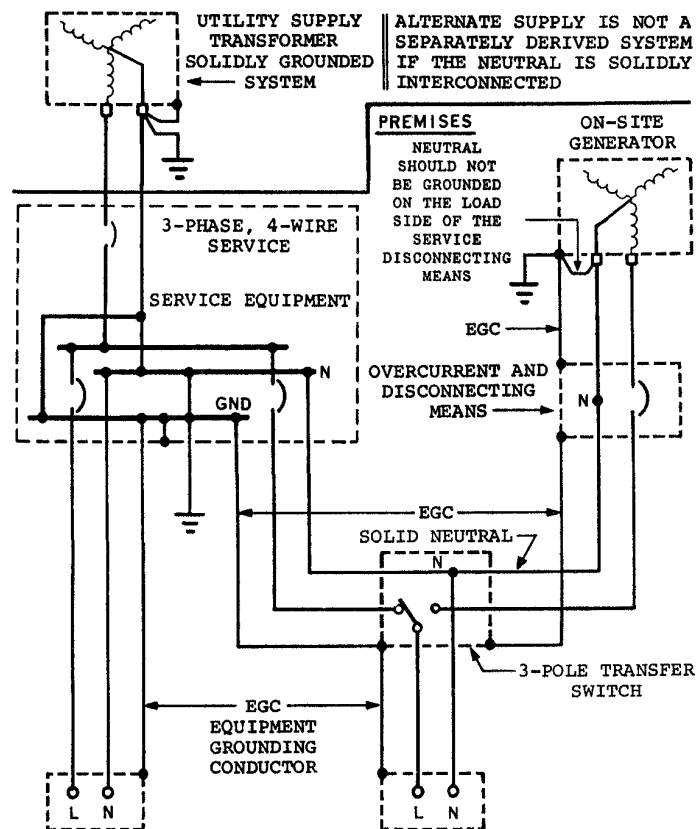 UTILITY SUPPLY
TRANSFORMER
SOLIDLY GROUNDED
SYSTEM
ALTERNATE SUPPLY IS NOT A
SEPARATELY DERIVED SYSTEM
IF THE NEUTRAL IS SOLIDLY
INTERCONNECTED
PREMISES
ON-SITE
GENERATOR
NEUTRAL
SHOULD NOT
BE GROUNDED
ON THE LOAD
SIDE OF THE
SERVICE
DISCONNECTING
MEANS
3-PHASE, 4-WIRE
SERVICE
SERVICE EQUIPMENT
EGC
N
OVERCURRENT AND
DISCONNECTING
MEANS
N
GND
EGC
SOLID NEUTRAL
N
3-POLE TRANSFER
SWITCH
EGC
EQUIPMENT
GROUNDING
CONDUCTOR
L N
L N